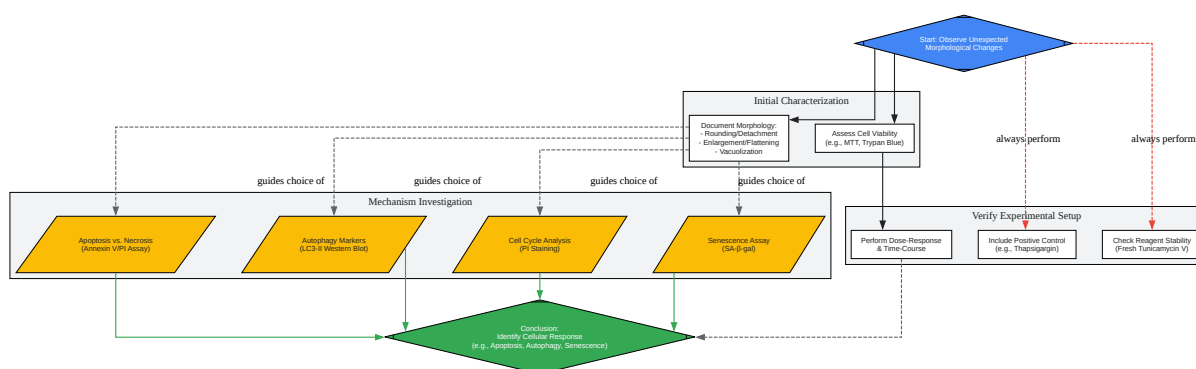 Start: Observe Unexpected
Morphological Changes
Initial Characterization
Document Morphology:
- Rounding/Detachment
- Enlargement/Flattening
- Vacuolization
Assess Cell Viability
(e.g., MTT, Trypan Blue)
always perform
always perform
guides choice of
guides choice of
guides choice of
guides choice of
Mechanism Investigation
Apoptosis vs. Necrosis
(Annexin V/PI Assay)
Autophagy Markers
(LC3-II Western Blot)
Cell Cycle Analysis
(PI Staining)
Senescence Assay
(SA-β-gal)
Verify Experimental Setup
Perform Dose-Response
& Time-Course
Include Positive Control
(e.g., Thapsigargin)
Check Reagent Stability
(Fresh Tunicamycin V)
Conclusion:
Identify Cellular Response
(e.g., Apoptosis, Autophagy, Senescence)